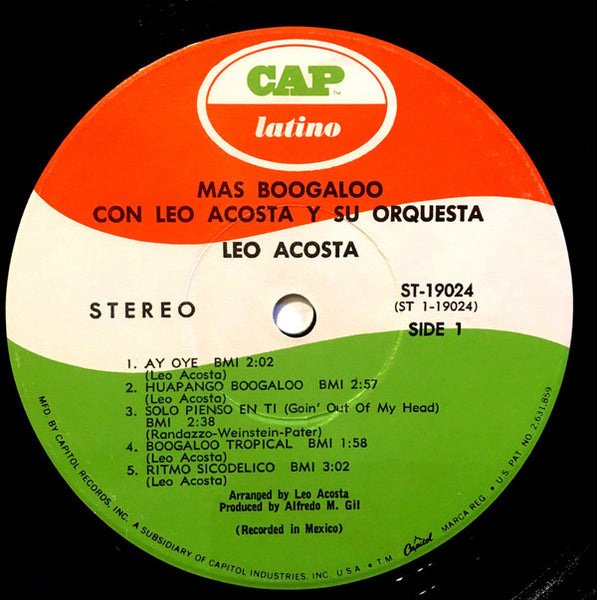 CAP TM
latino
MAS BOOGALOO
CON LEO ACOSTA Y SU ORQUESTA
LEO ACOSTA
STEREO
ST-19024
(ST 1-19024)
SIDE 1
1. AY OYE BMI 2:02
(Leo Acosta)
2. HUAPANGO BOOGALOO BMI 2:57
(Leo Acosta)
3. SOLO PIENSO EN TI (Goin' Out Of My Head)
BMI 2:38
(Randazzo-Weinstein-Pater)
4. BOOGALOO TROPICAL BMI 1:58
(Leo Acosta)
5. RITMO SICODELICO BMI 3:02
(Leo Acosta)
Arranged by Leo Acosta
Produced by Alfredo M. Gil
(Recorded in Mexico)
MFD. BY CAPITOL RECORDS, INC. A SUBSIDIARY OF CAPITOL INDUSTRIES, INC. U.S.A. • T.M. Capitol MARCA REG. • U.S. PAT. NO. 2,631,859